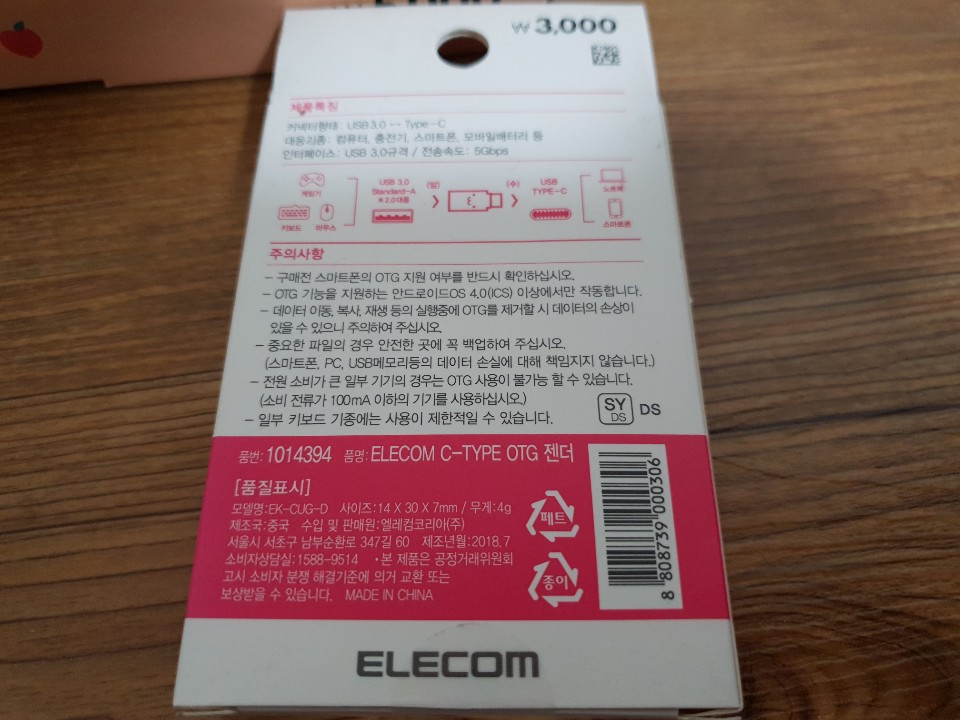 ₩3,000
제품특징
커넥터형태: USB 3.0 ↔ Type-C
대응기종: 컴퓨터, 충전기, 스마트폰, 모바일배터리 등
인터페이스: USB 3.0규격 / 전송속도: 5Gbps
게임기
키보드 마우스
USB 3.0
Standard-A
※2.0대응
(암)
(수)
USB
TYPE-C
노트북
스마트폰
주의사항
- 구매전 스마트폰의 OTG 지원 여부를 반드시 확인하십시오.
- OTG 기능을 지원하는 안드로이드OS 4.0(ICS) 이상에서만 작동합니다.
- 데이터 이동, 복사, 재생 등의 실행중에 OTG를 제거할 시 데이터의 손상이
있을 수 있으니 주의하여 주십시오.
- 중요한 파일의 경우 안전한 곳에 꼭 백업하여 주십시오.
(스마트폰, PC, USB메모리등의 데이터 손실에 대해 책임지지 않습니다.)
- 전원 소비가 큰 일부 기기의 경우는 OTG 사용이 불가능 할 수 있습니다.
(소비 전류가 100mA 이하의 기기를 사용하십시오.)
- 일부 키보드 기종에는 사용이 제한적일 수 있습니다.
SY
DS
DS
품번: 1014394 품명: ELECOM C-TYPE OTG 젠더
[품질표시]
모델명:EK-CUG-D 사이즈:14 X 30 X 7mm / 무게:4g
제조국:중국 수입 및 판매원:엘레컴코리아(주)
서울시 서초구 남부순환로 347길 60 제조년월:2018.7
소비자상담실:1588-9514 •본 제품은 공정거래위원회
고시 소비자 분쟁 해결기준에 의거 교환 또는
보상받을 수 있습니다. MADE IN CHINA
페트
종이
8 808739 000306
ELECOM